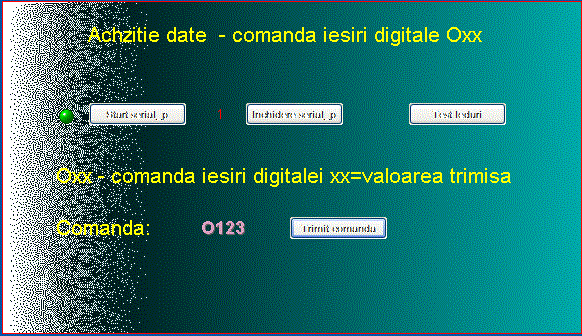 Achzitie date - comanda iesiri digitale Oxx
Start serial_p 1 Inchidere serial_p Test leduri
Oxx - comanda iesiri digitalei xx=valoarea trimisa
Comanda: O123 Trimit comanda